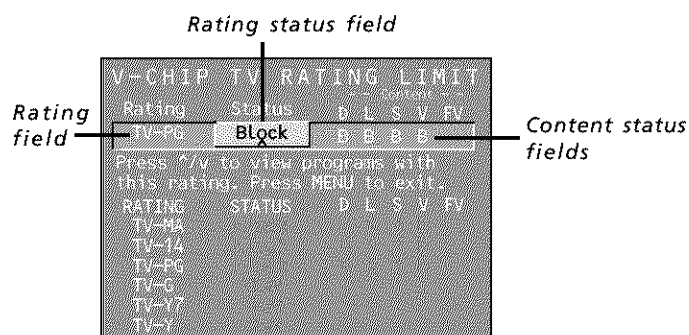 Rating status field
V-CHIP TV RATING LIMIT
Content
Rating Status D L S V FV
Rating field
TV-PG Block B B B B
Content status fields
Press ^/v to view programs with
this rating. Press MENU to exit.
RATING STATUS D L S V FV
TV-MA
TV-14
TV-PG
TV-G
TV-Y7
TV-Y